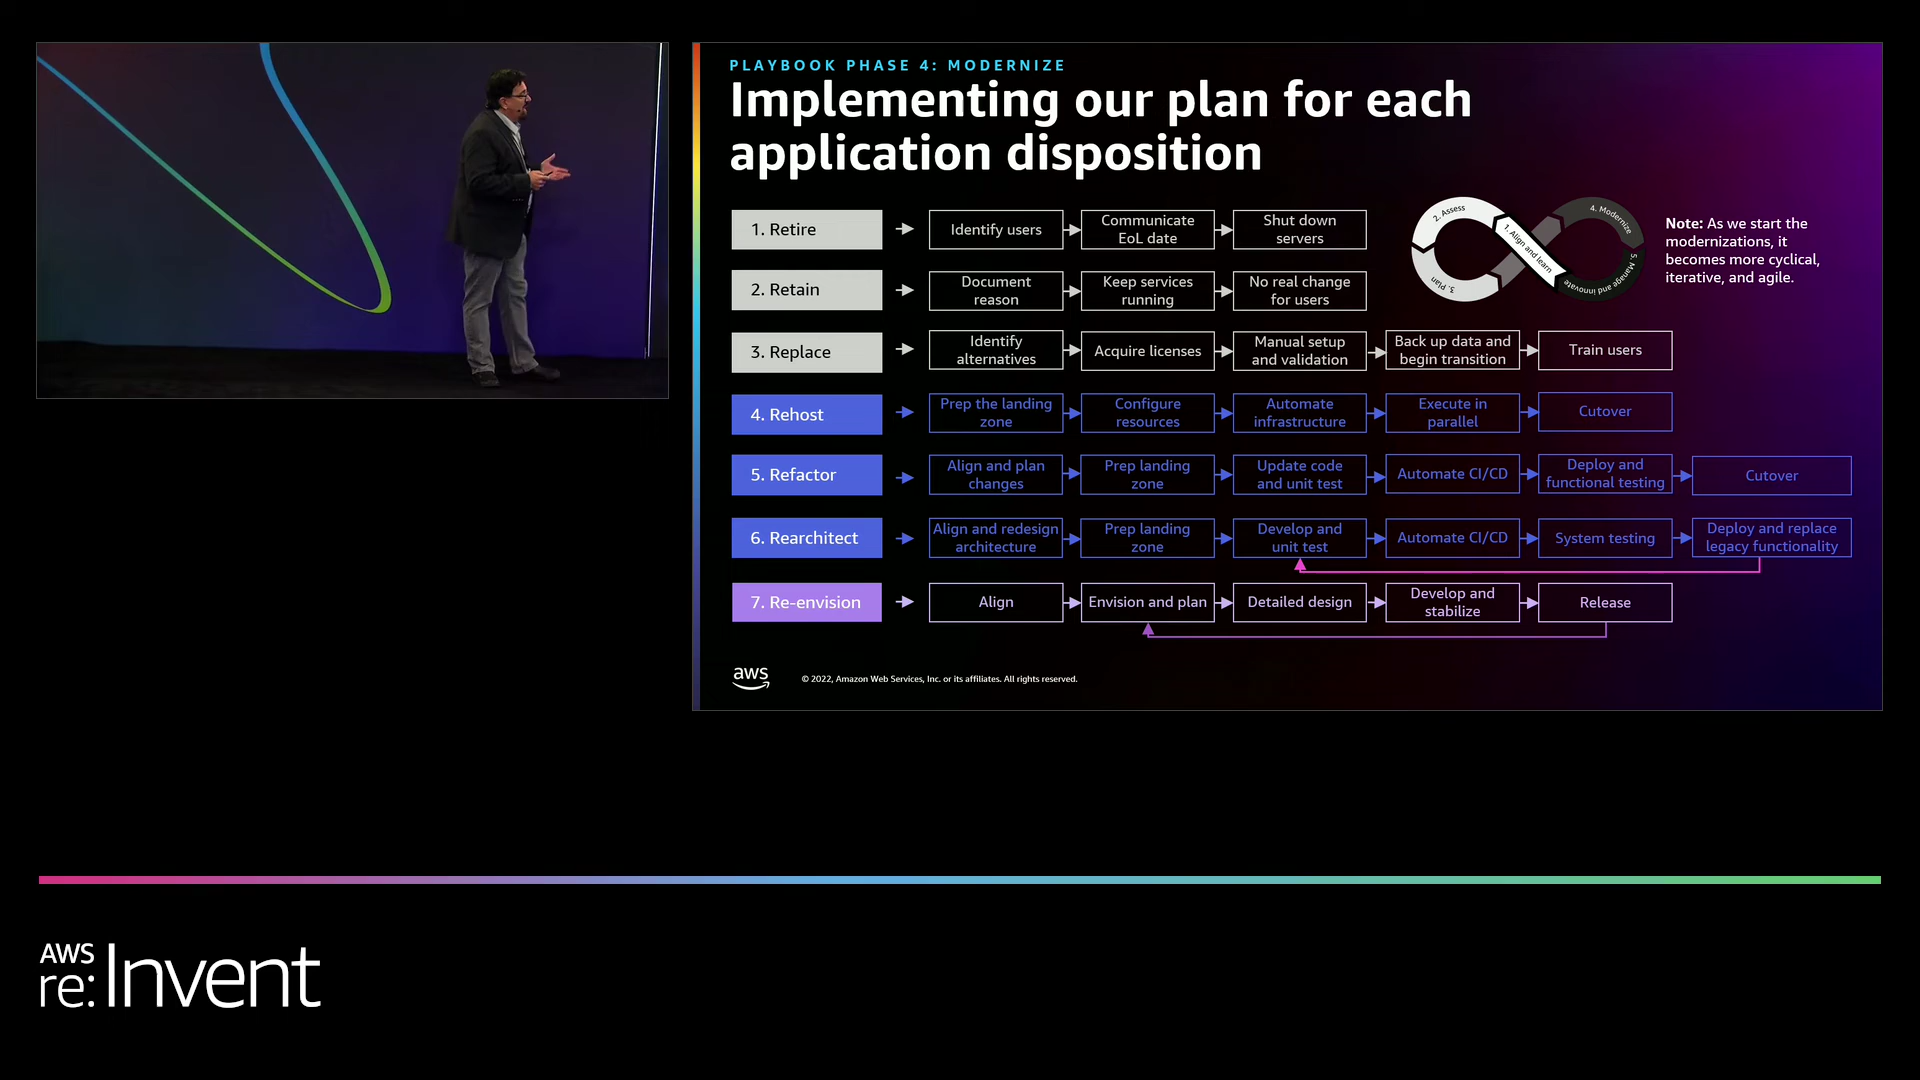 PLAYBOOK PHASE 4: MODERNIZE
Implementing our plan for each
application disposition
1. Retire
Identify users
Communicate
EoL date
Shut down
servers
2. Retain
Document
reason
Keep services
running
No real change
for users
3. Replace
Identify
alternatives
Acquire licenses
Manual setup
and validation
Back up data and
begin transition
Train users
4. Rehost
Prep the landing
zone
Configure
resources
Automate
infrastructure
Execute in
parallel
Cutover
5. Refactor
Align and plan
changes
Prep landing
zone
Update code
and unit test
Automate CI/CD
Deploy and
functional testing
Cutover
6. Rearchitect
Align and redesign
architecture
Prep landing
zone
Develop and
unit test
Automate CI/CD
System testing
Deploy and replace
legacy functionality
7. Re-envision
Align
Envision and plan
Detailed design
Develop and
stabilize
Release
1. Align and learn
2. Assess
3. Plan
4. Modernize
5. Manage and innovate
Note: As we start the
modernizations, it
becomes more cyclical,
iterative, and agile.
aws
© 2022, Amazon Web Services, Inc. or its affiliates. All rights reserved.
AWS
re:Invent